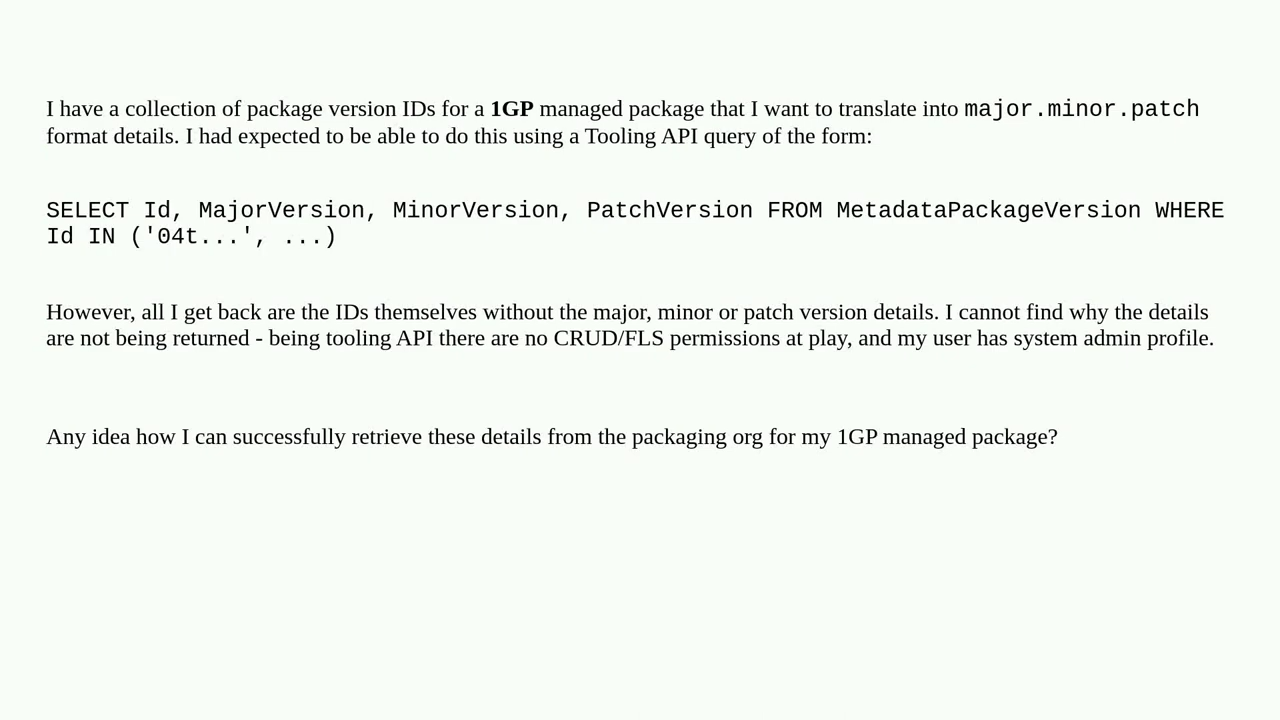 I have a collection of package version IDs for a 1GP managed package that I want to translate into major.minor.patch
format details. I had expected to be able to do this using a Tooling API query of the form:
SELECT Id, MajorVersion, MinorVersion, PatchVersion FROM MetadataPackageVersion WHERE
Id IN ('04t...', ...)
However, all I get back are the IDs themselves without the major, minor or patch version details. I cannot find why the details
are not being returned - being tooling API there are no CRUD/FLS permissions at play, and my user has system admin profile.
Any idea how I can successfully retrieve these details from the packaging org for my 1GP managed package?